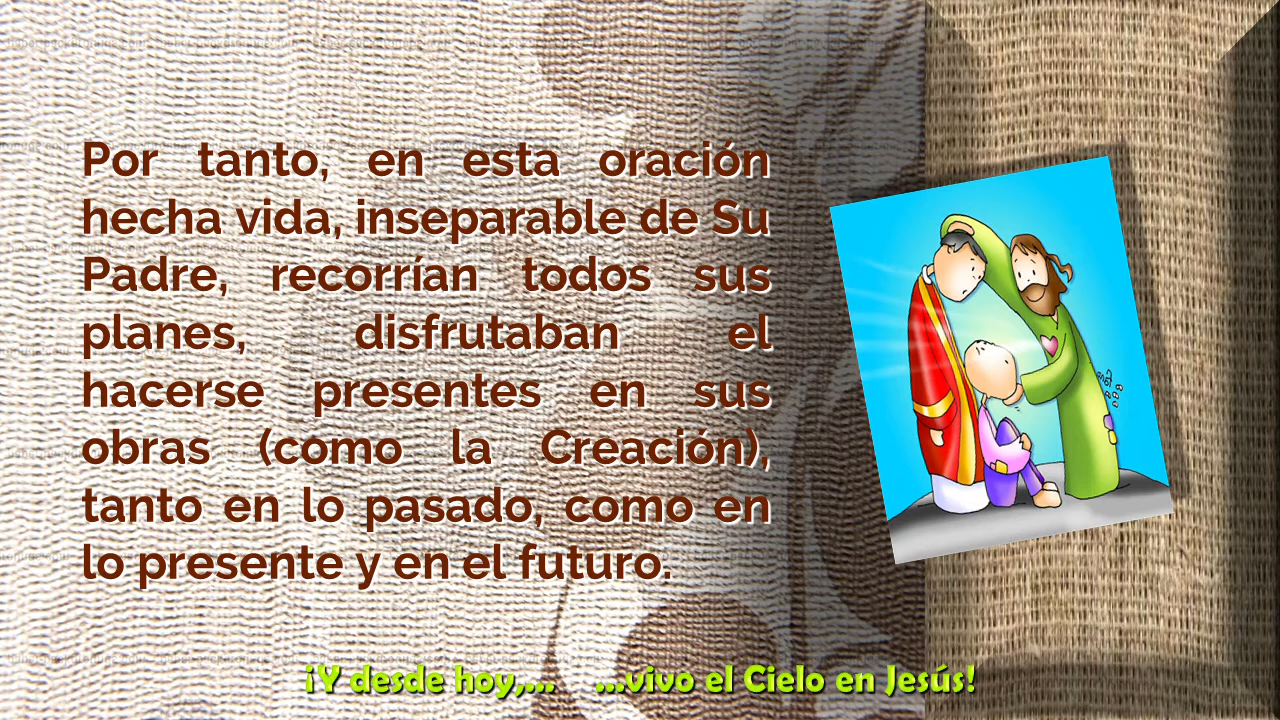 Por tanto, en esta oración
hecha vida, inseparable de Su
Padre, recorrían todos sus
planes, disfrutaban el
hacerse presentes en sus
obras (como la Creación),
tanto en lo pasado, como en
lo presente y en el futuro.
¡Y desde hoy,... ...vivo el Cielo en Jesús!